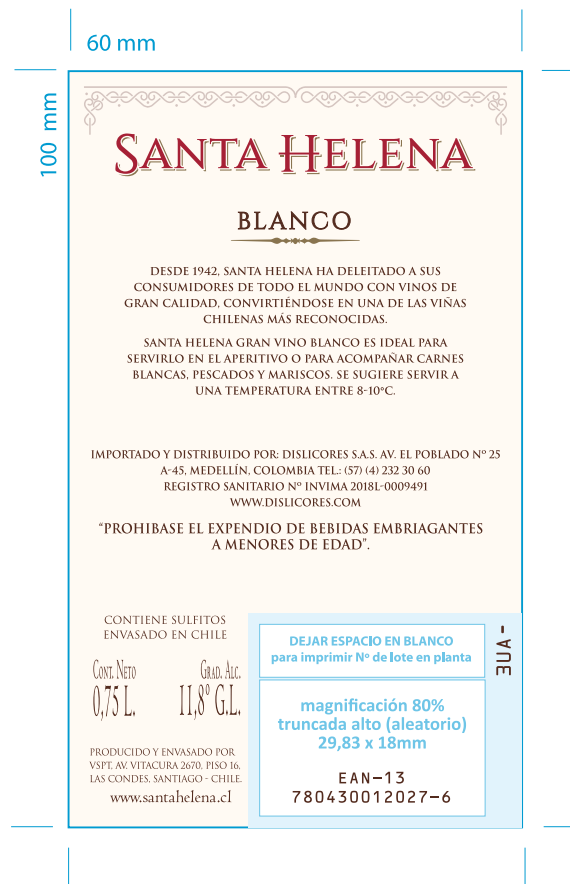 60 mm
100 mm
SANTA HELENA
BLANCO
DESDE 1942, SANTA HELENA HA DELEITADO A SUS
CONSUMIDORES DE TODO EL MUNDO CON VINOS DE
GRAN CALIDAD, CONVIRTIÉNDOSE EN UNA DE LAS VIÑAS
CHILENAS MÁS RECONOCIDAS.
SANTA HELENA GRAN VINO BLANCO ES IDEAL PARA
SERVIRLO EN EL APERITIVO O PARA ACOMPAÑAR CARNES
BLANCAS, PESCADOS Y MARISCOS. SE SUGIERE SERVIR A
UNA TEMPERATURA ENTRE 8-10°C.
IMPORTADO Y DISTRIBUIDO POR: DISLICORES S.A.S. AV. EL POBLADO Nº 25
A-45, MEDELLÍN, COLOMBIA TEL.: (57) (4) 232 30 60
REGISTRO SANITARIO Nº INVIMA 2018L-0009491
WWW.DISLICORES.COM
“PROHIBASE EL EXPENDIO DE BEBIDAS EMBRIAGANTES
A MENORES DE EDAD”.
CONTIENE SULFITOS
ENVASADO EN CHILE
CONT. NETO
0,75 L.
GRAD. ALC.
11,8° G.L.
PRODUCIDO Y ENVASADO POR
VSPT, AV. VITACURA 2670, PISO 16,
LAS CONDES, SANTIAGO - CHILE.
www.santahelena.cl
DEJAR ESPACIO EN BLANCO
para imprimir Nº de lote en planta
3UA -
magnificación 80%
truncada alto (aleatorio)
29,83 x 18mm
EAN-13
780430012027-6